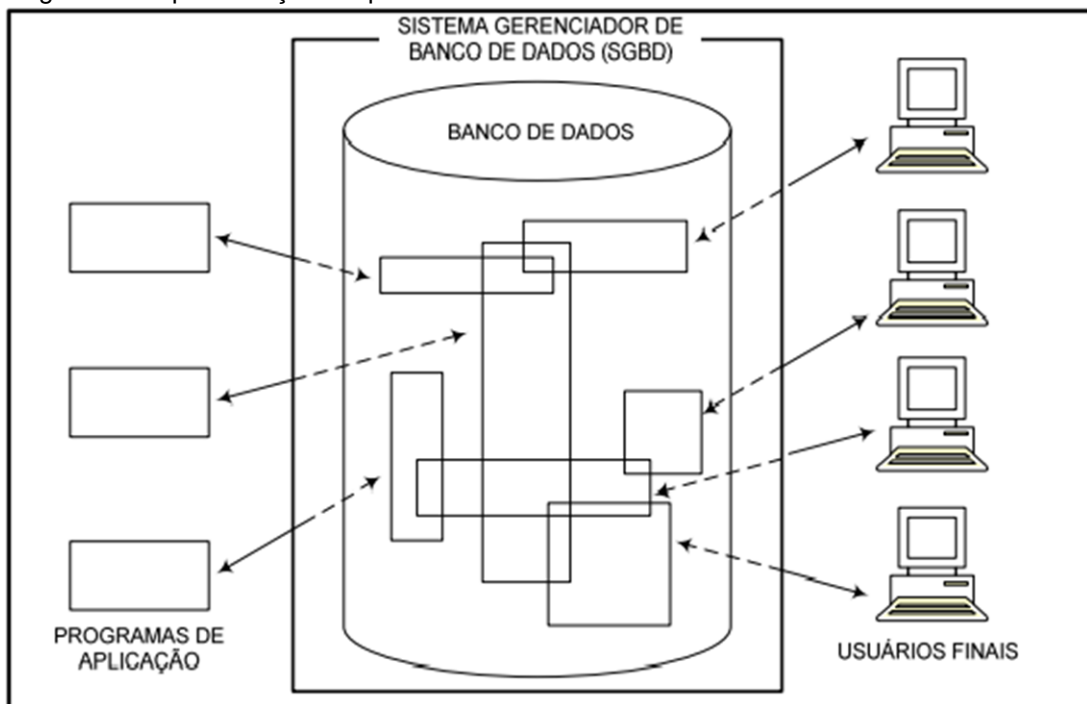 SISTEMA GERENCIADOR DE
BANCO DE DADOS (SGBD)
BANCO DE DADOS
PROGRAMAS DE
APLICAÇÃO
USUÁRIOS FINAIS